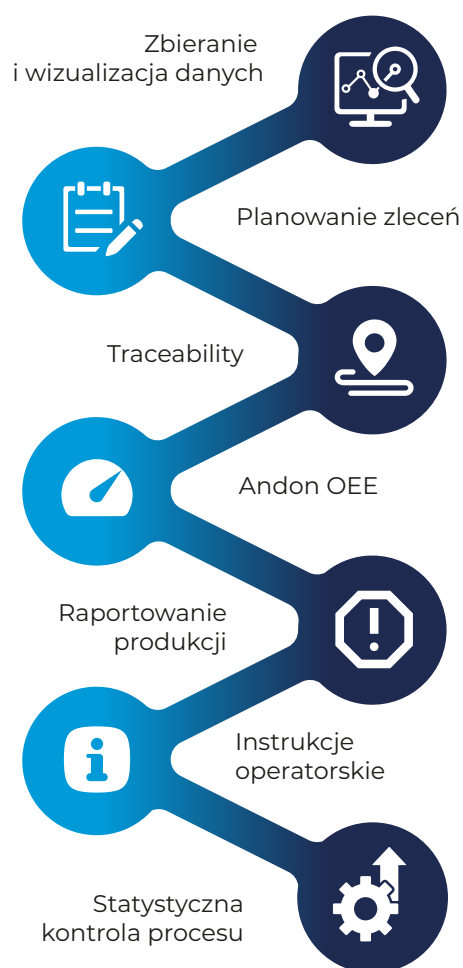 Zbieranie
i wizualizacja danych
Planowanie zleceń
Traceability
Andon OEE
Raportowanie
produkcji
Instrukcje
operatorskie
Statystyczna
kontrola procesu